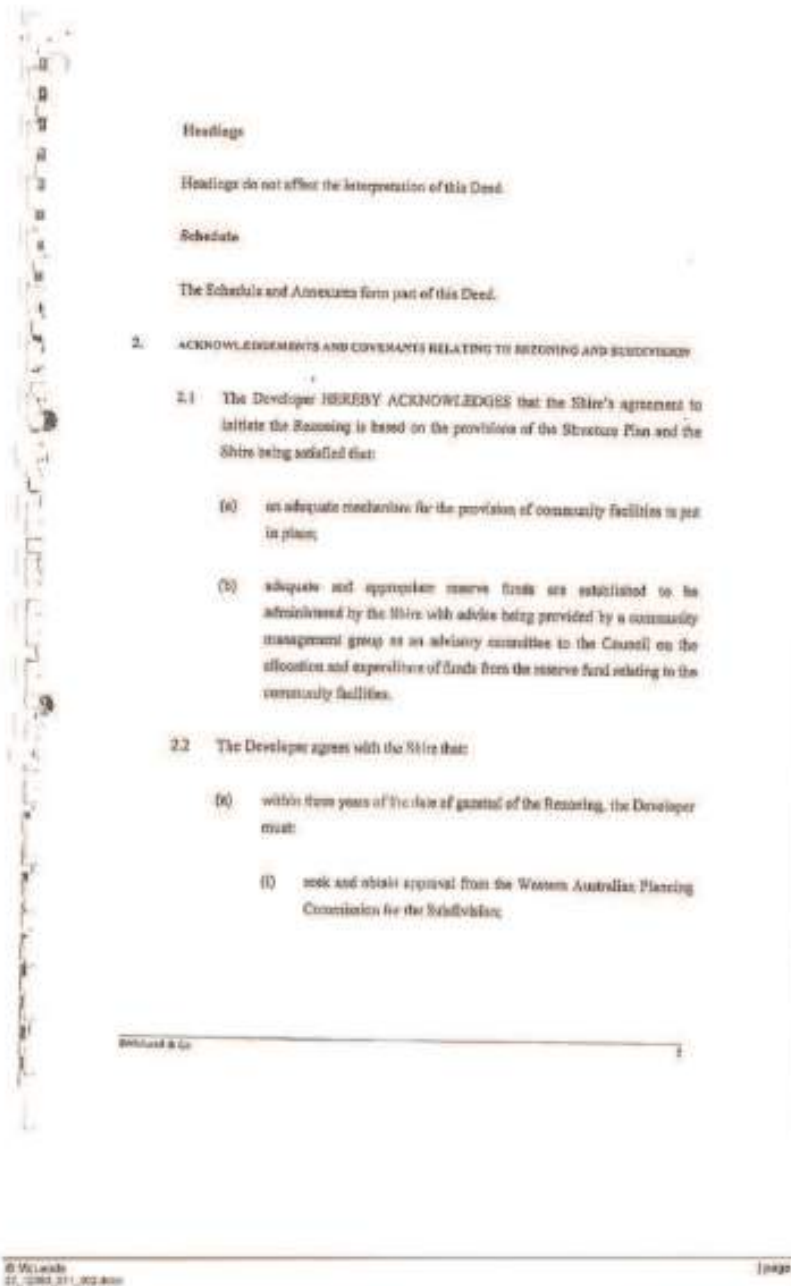 Headings
Headings do not affect the interpretation of this Deed.
Schedule
The Schedule and Annexures form part of this Deed.
2. ACKNOWLEDGEMENTS AND COVENANTS RELATING TO REZONING AND SUBDIVISION
2.1 The Developer HEREBY ACKNOWLEDGES that the Shire's agreement to
initiate the Rezoning is based on the provisions of the Structure Plan and the
Shire being satisfied that:
(a) an adequate mechanism for the provision of community facilities is put
in place;
(b) adequate and appropriate reserve funds are established to be
administered by the Shire with advice being provided by a community
management group as an advisory committee to the Council on the
allocation and expenditure of funds from the reserve fund relating to the
community facilities.
2.2 The Developer agrees with the Shire that:
(a) within three years of the date of gazettal of the Rezoning, the Developer
must:
(i) seek and obtain approval from the Western Australian Planning
Commission for the Subdivision;
& Co
© McLeods
| page